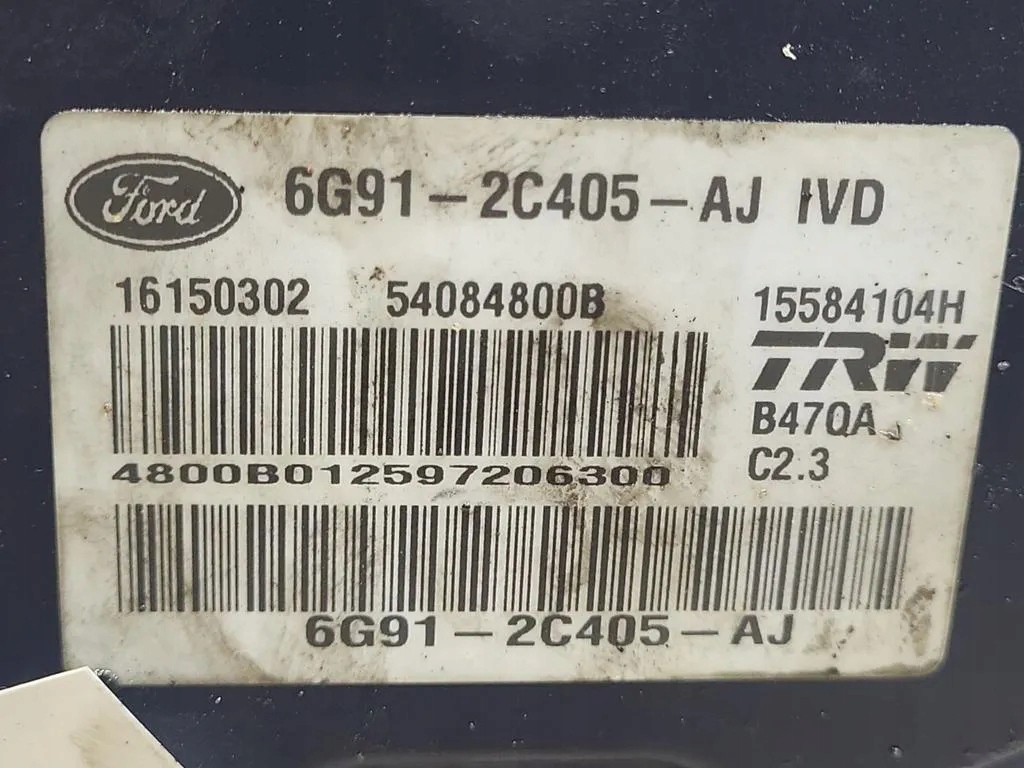 Ford 6G91-2C405-AJ IVD
16150302 54084800B 15584104H
TRW
B47QA
C2.3
4800B012597206300
6G91-2C405-AJ